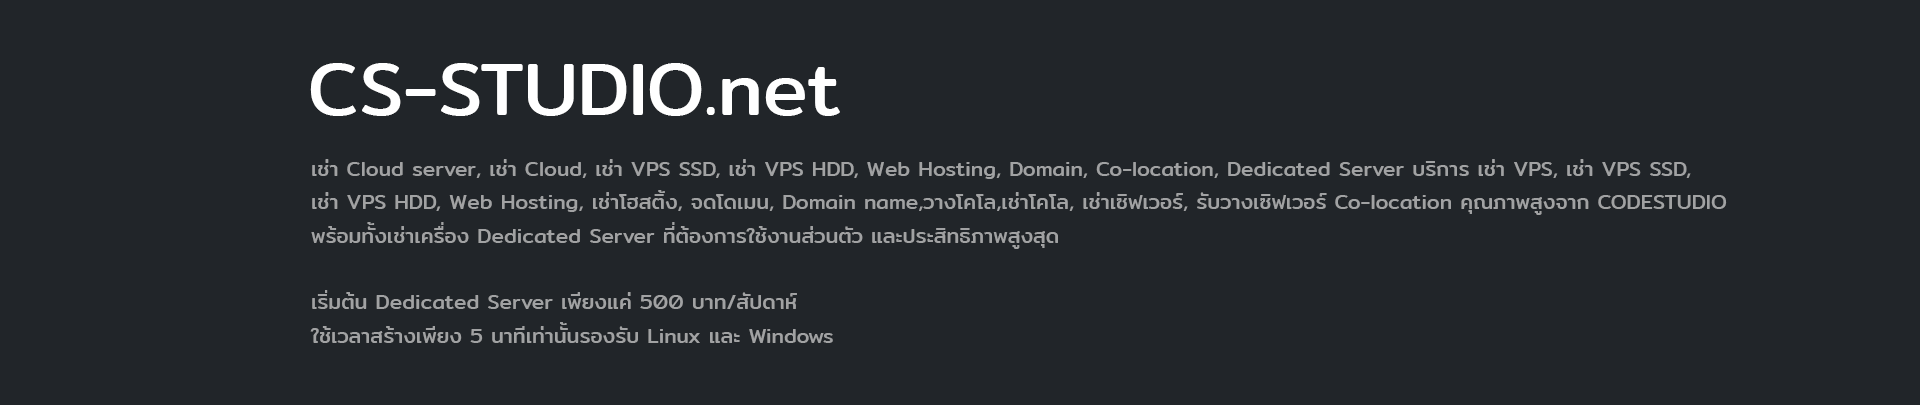 CS-STUDIO.net
เช่า Cloud server, เช่า Cloud, เช่า VPS SSD, เช่า VPS HDD, Web Hosting, Domain, Co-location, Dedicated Server บริการ เช่า VPS, เช่า VPS SSD,
เช่า VPS HDD, Web Hosting, เช่าโฮสติ้ง, จดโดเมน, Domain name,วางโคโล,เช่าโคโล, เช่าเซิฟเวอร์, รับวางเซิฟเวอร์ Co-location คุณภาพสูงจาก CODESTUDIO
พร้อมทั้งเช่าเครื่อง Dedicated Server ที่ต้องการใช้งานส่วนตัว และประสิทธิภาพสูงสุด
เริ่มต้น Dedicated Server เพียงแค่ 500 บาท/สัปดาห์
ใช้เวลาสร้างเพียง 5 นาทีเท่านั้นรองรับ Linux และ Windows